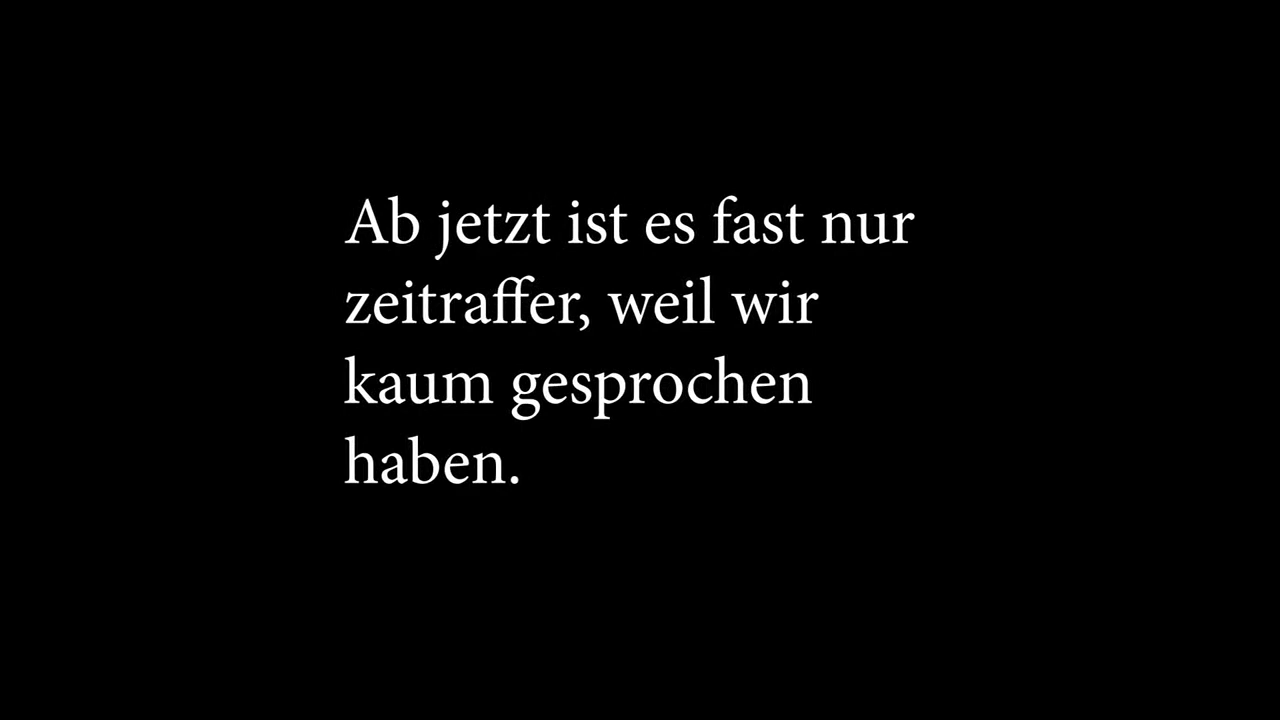 Ab jetzt ist es fast nur
zeitraffer, weil wir
kaum gesprochen
haben.